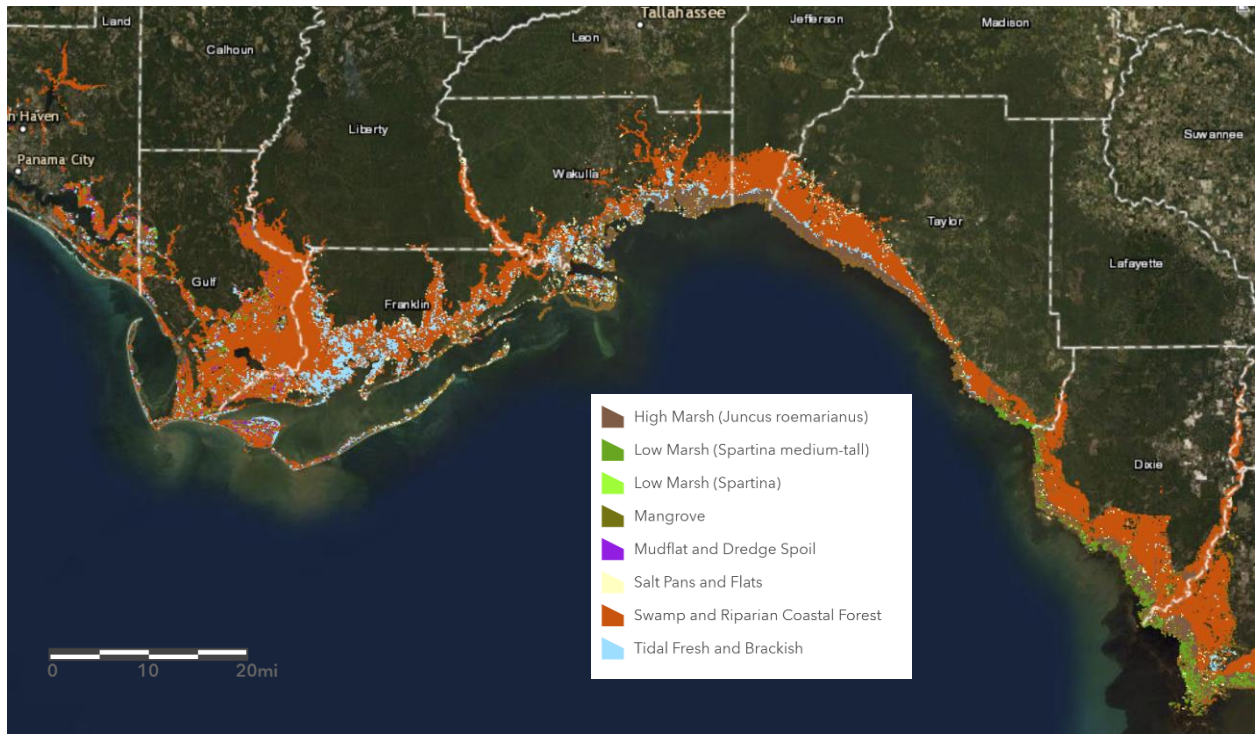 Land
Tallahassee
Jefferson
Madison
Leon
Calhoun
n Haven
Liberty
Suwannee
Panama City
Wakulla
Taylor
Lafayette
Gulf
Franklin
High Marsh (Juncus roemarianus)
Low Marsh (Spartina medium-tall)
Low Marsh (Spartina)
Mangrove
Mudflat and Dredge Spoil
Salt Pans and Flats
Swamp and Riparian Coastal Forest
Tidal Fresh and Brackish
Dixie
0 10 20mi